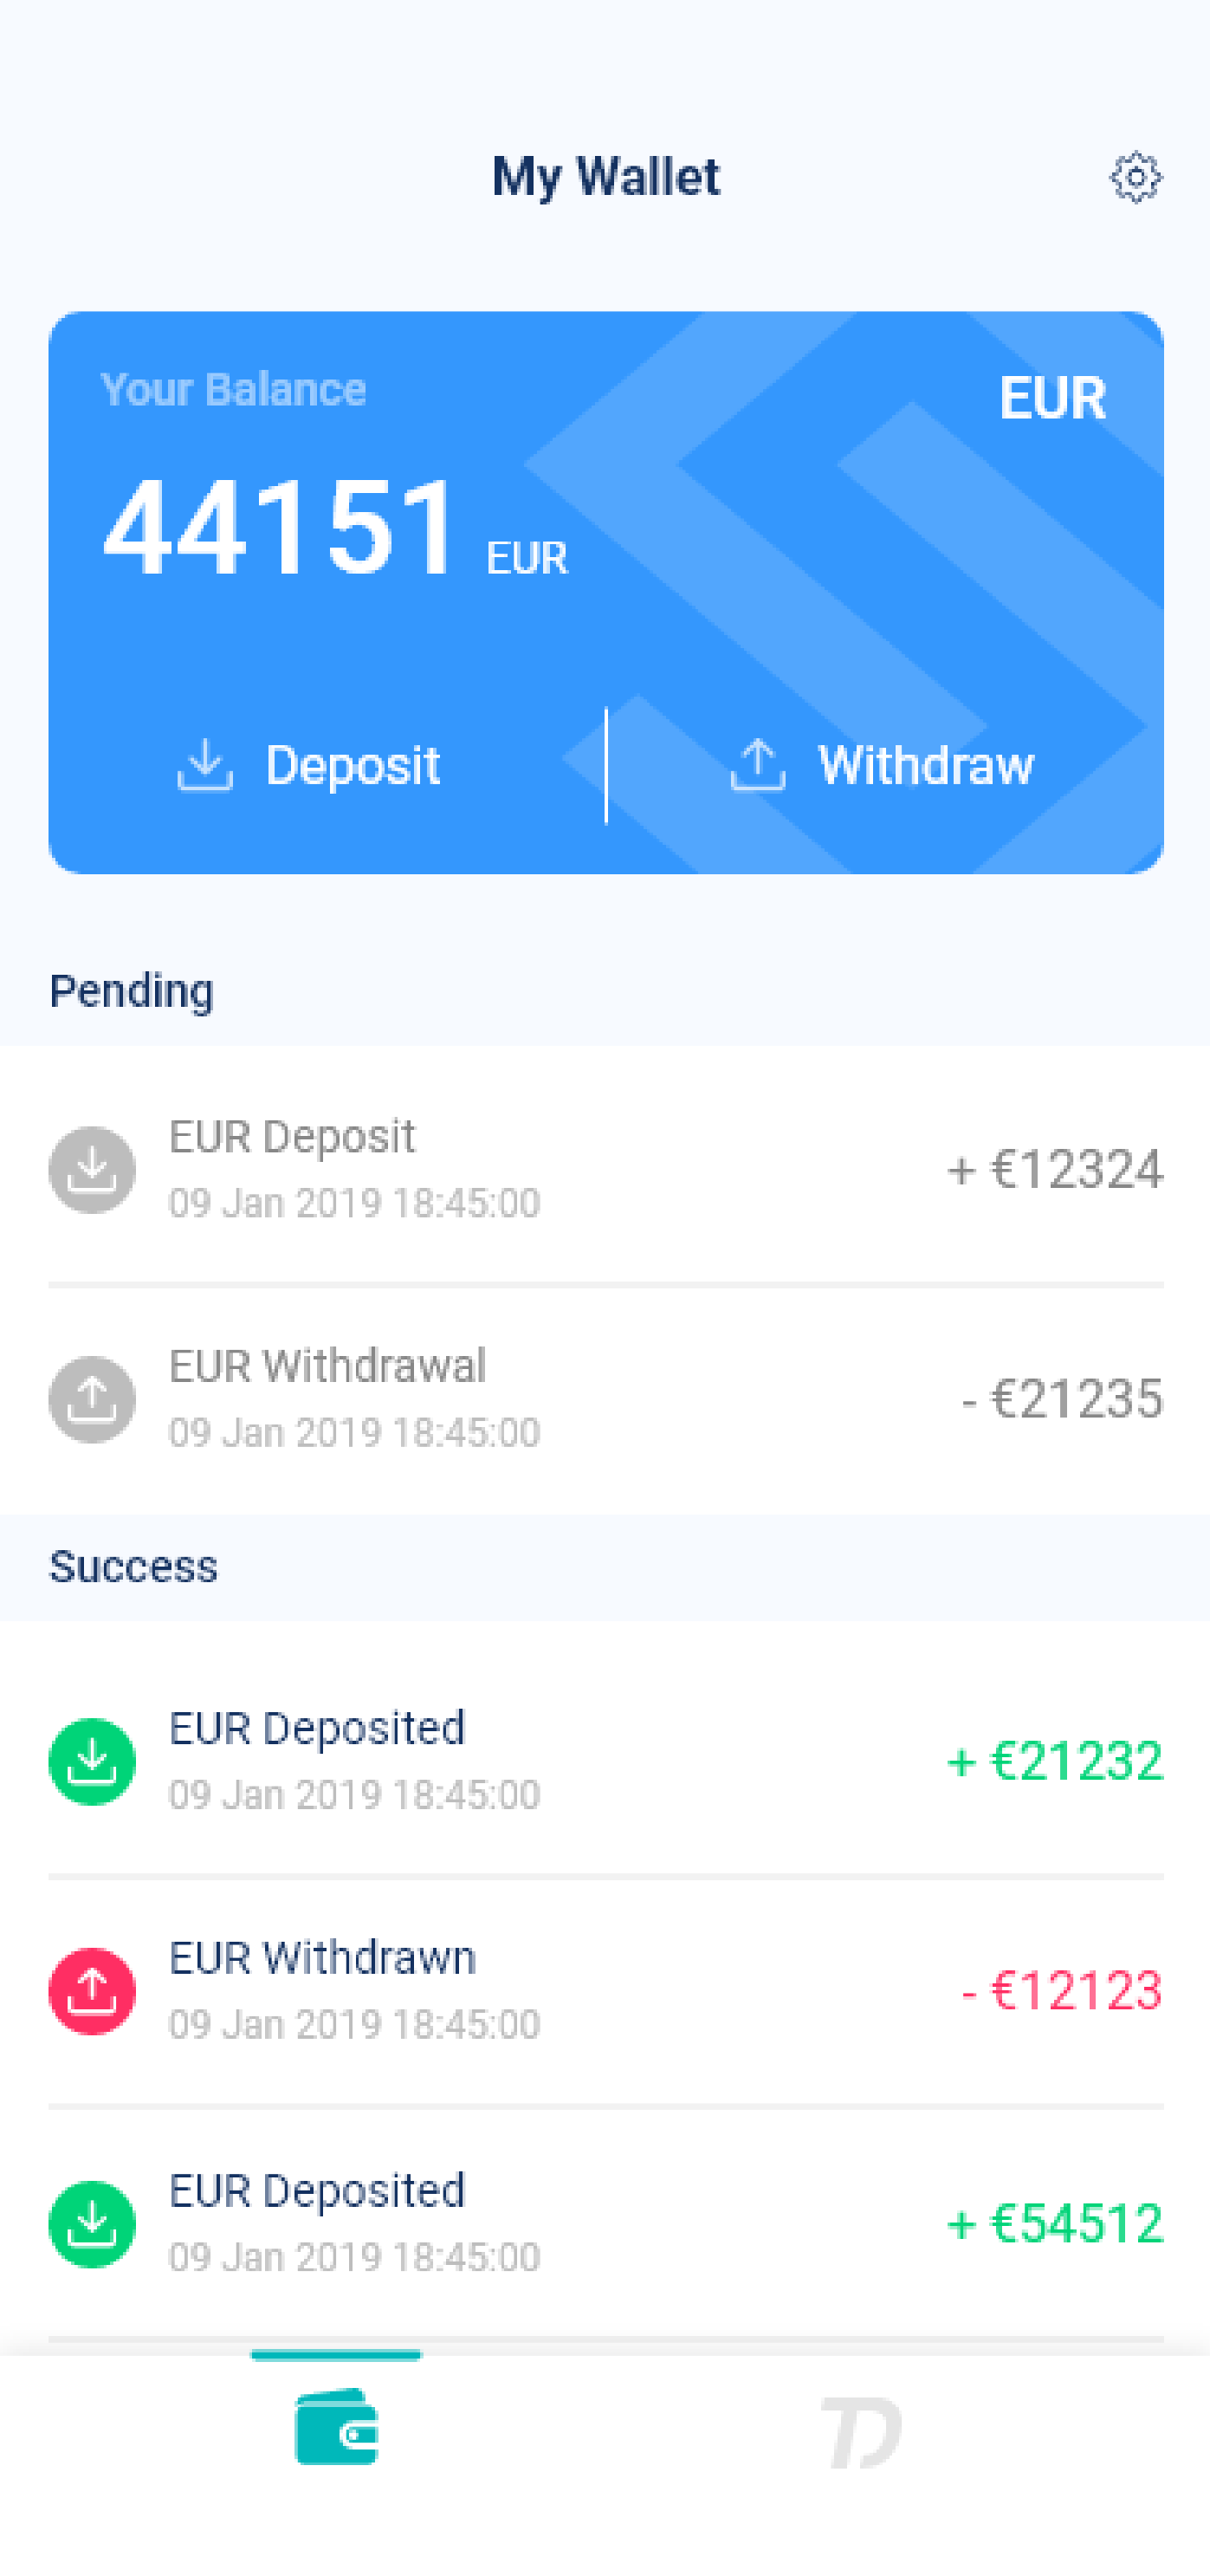 My Wallet
Your Balance
EUR
44151 EUR
Deposit
Withdraw
Pending
EUR Deposit
09 Jan 2019 18:45:00
+ €12324
EUR Withdrawal
09 Jan 2019 18:45:00
- €21235
Success
EUR Deposited
09 Jan 2019 18:45:00
+ €21232
EUR Withdrawn
09 Jan 2019 18:45:00
- €12123
EUR Deposited
09 Jan 2019 18:45:00
+ €54512
TD